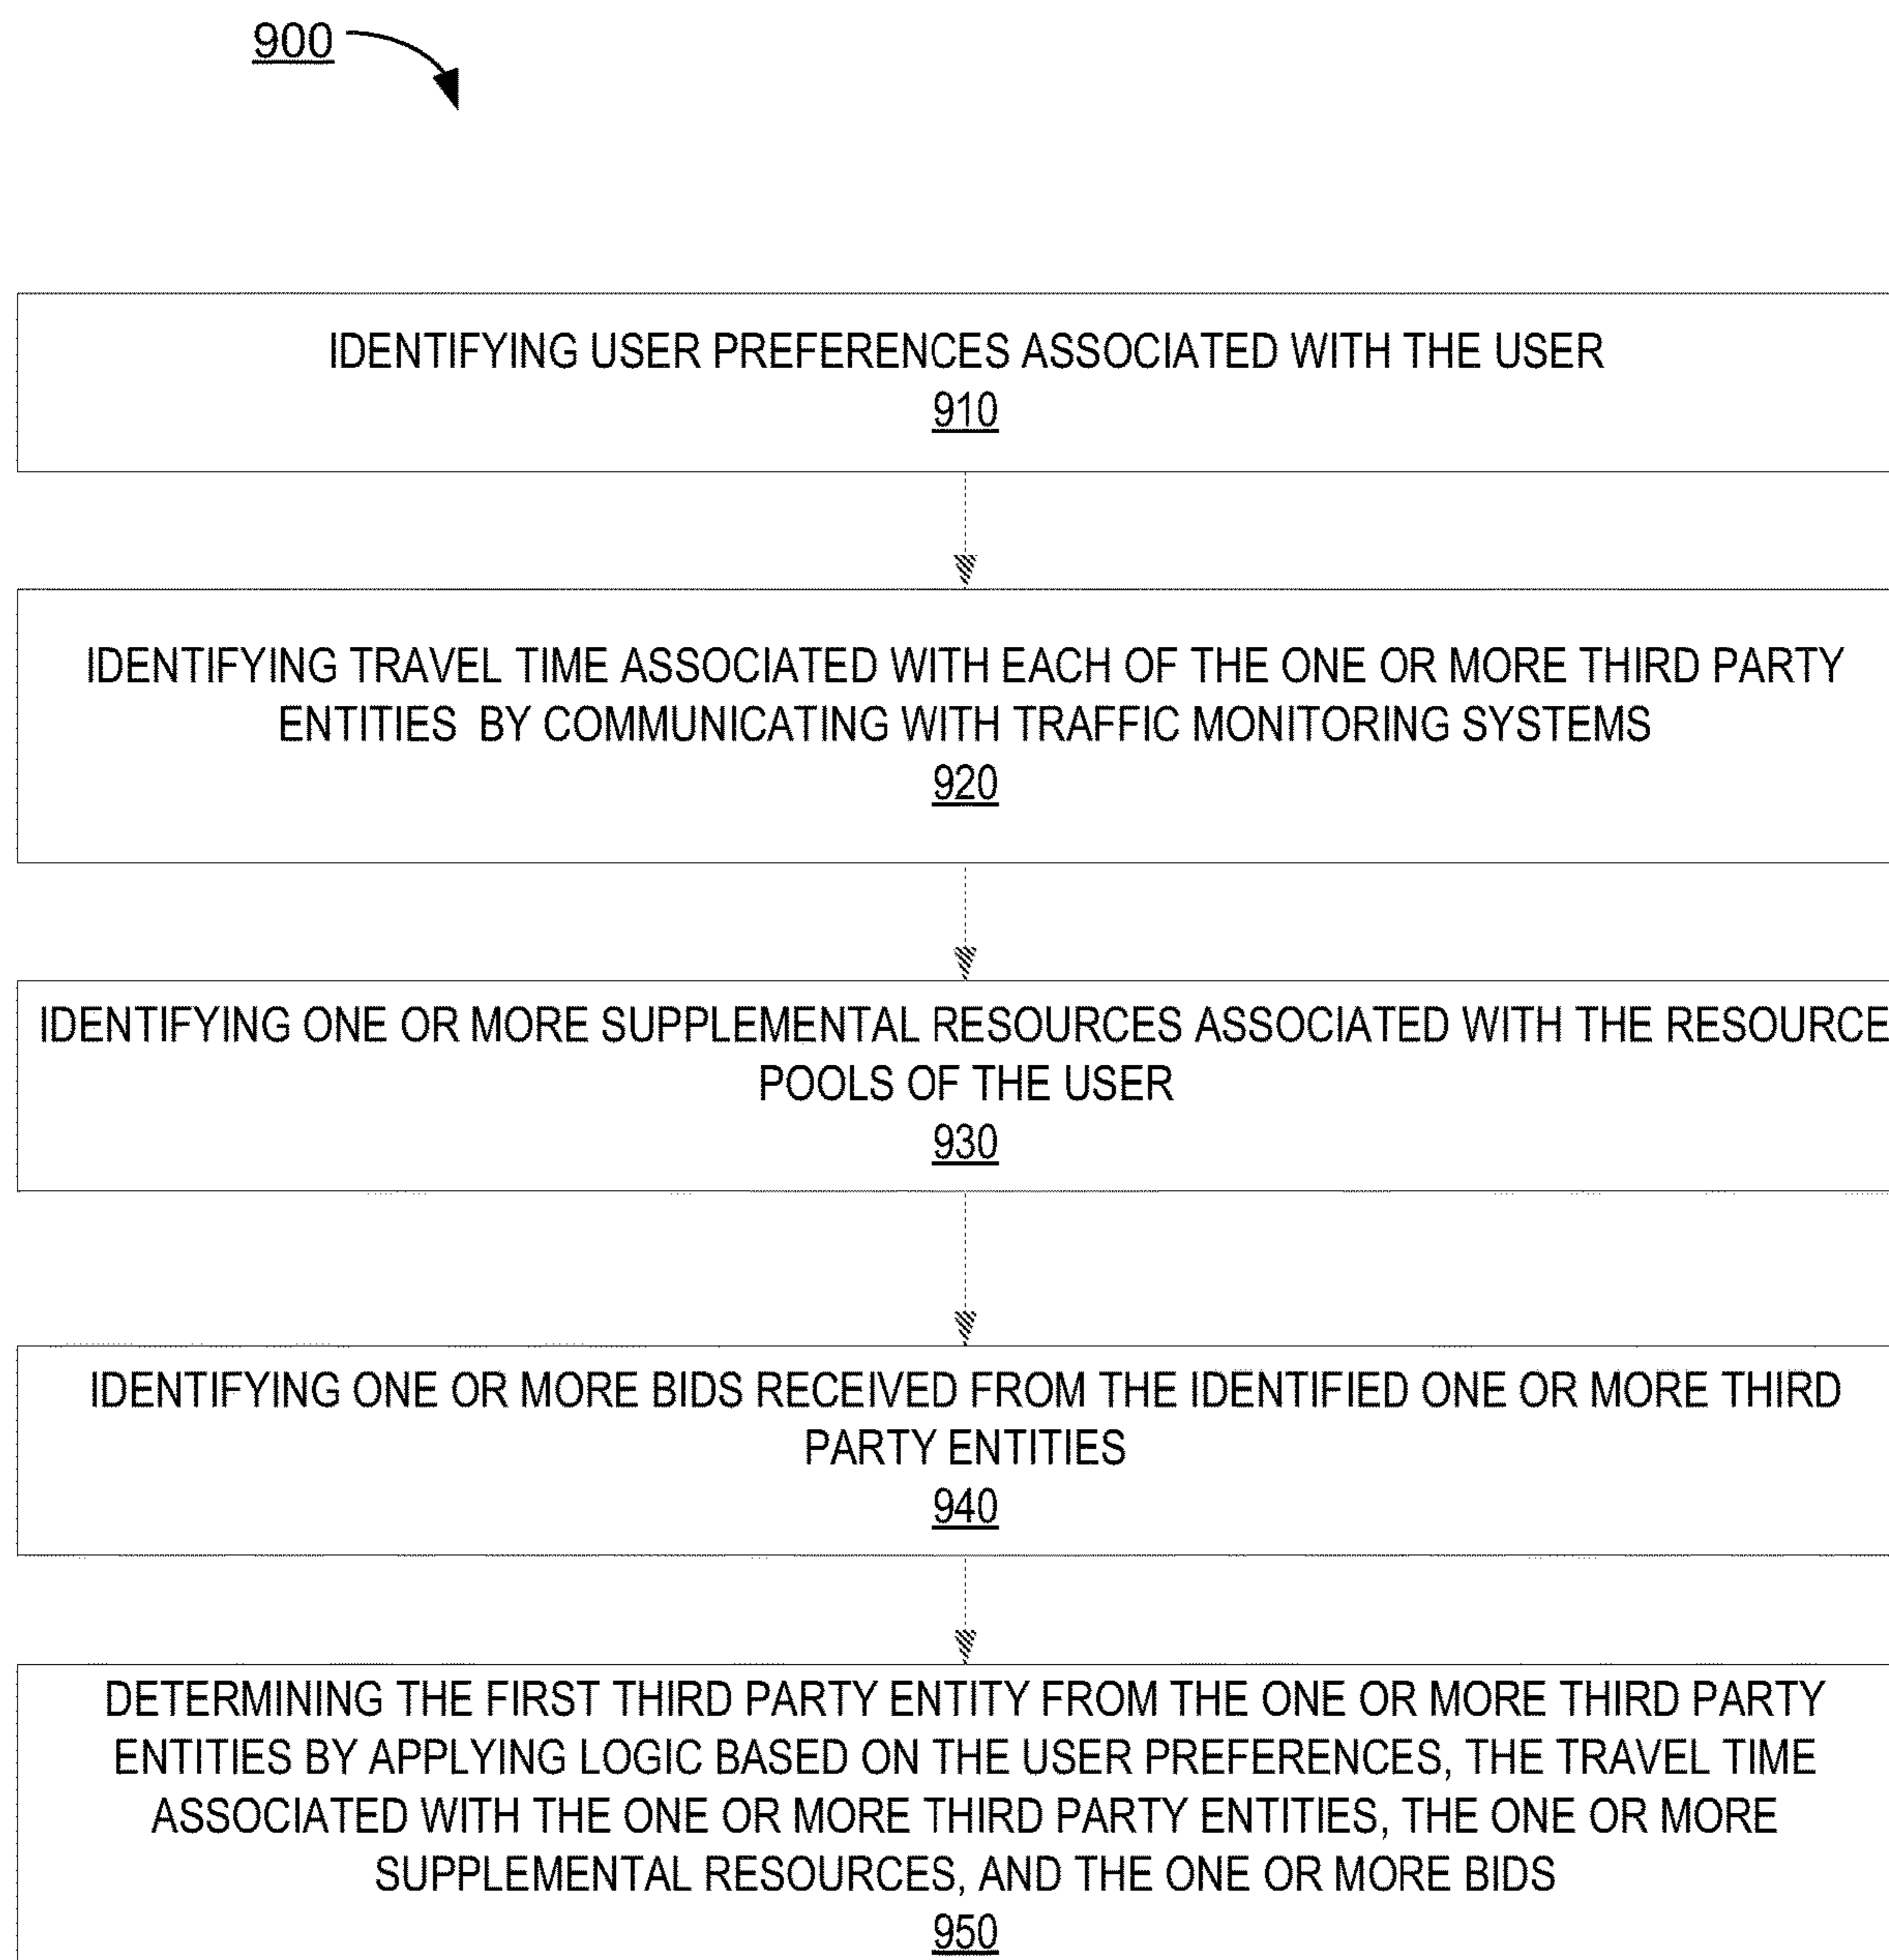 900
IDENTIFYING USER PREFERENCES ASSOCIATED WITH THE USER
910
IDENTIFYING TRAVEL TIME ASSOCIATED WITH EACH OF THE ONE OR MORE THIRD PARTY
ENTITIES BY COMMUNICATING WITH TRAFFIC MONITORING SYSTEMS
920
IDENTIFYING ONE OR MORE SUPPLEMENTAL RESOURCES ASSOCIATED WITH THE RESOURCE
POOLS OF THE USER
930
IDENTIFYING ONE OR MORE BIDS RECEIVED FROM THE IDENTIFIED ONE OR MORE THIRD
PARTY ENTITIES
940
DETERMINING THE FIRST THIRD PARTY ENTITY FROM THE ONE OR MORE THIRD PARTY
ENTITIES BY APPLYING LOGIC BASED ON THE USER PREFERENCES, THE TRAVEL TIME
ASSOCIATED WITH THE ONE OR MORE THIRD PARTY ENTITIES, THE ONE OR MORE
SUPPLEMENTAL RESOURCES, AND THE ONE OR MORE BIDS
950